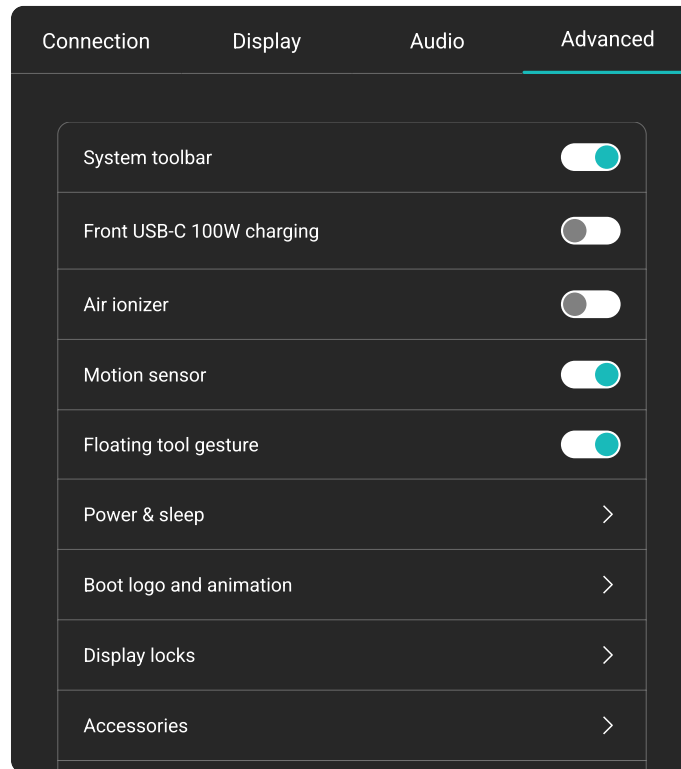 Connection Display Audio Advanced
System toolbar
Front USB-C 100W charging
Air ionizer
Motion sensor
Floating tool gesture
Power & sleep
Boot logo and animation
Display locks
Accessories